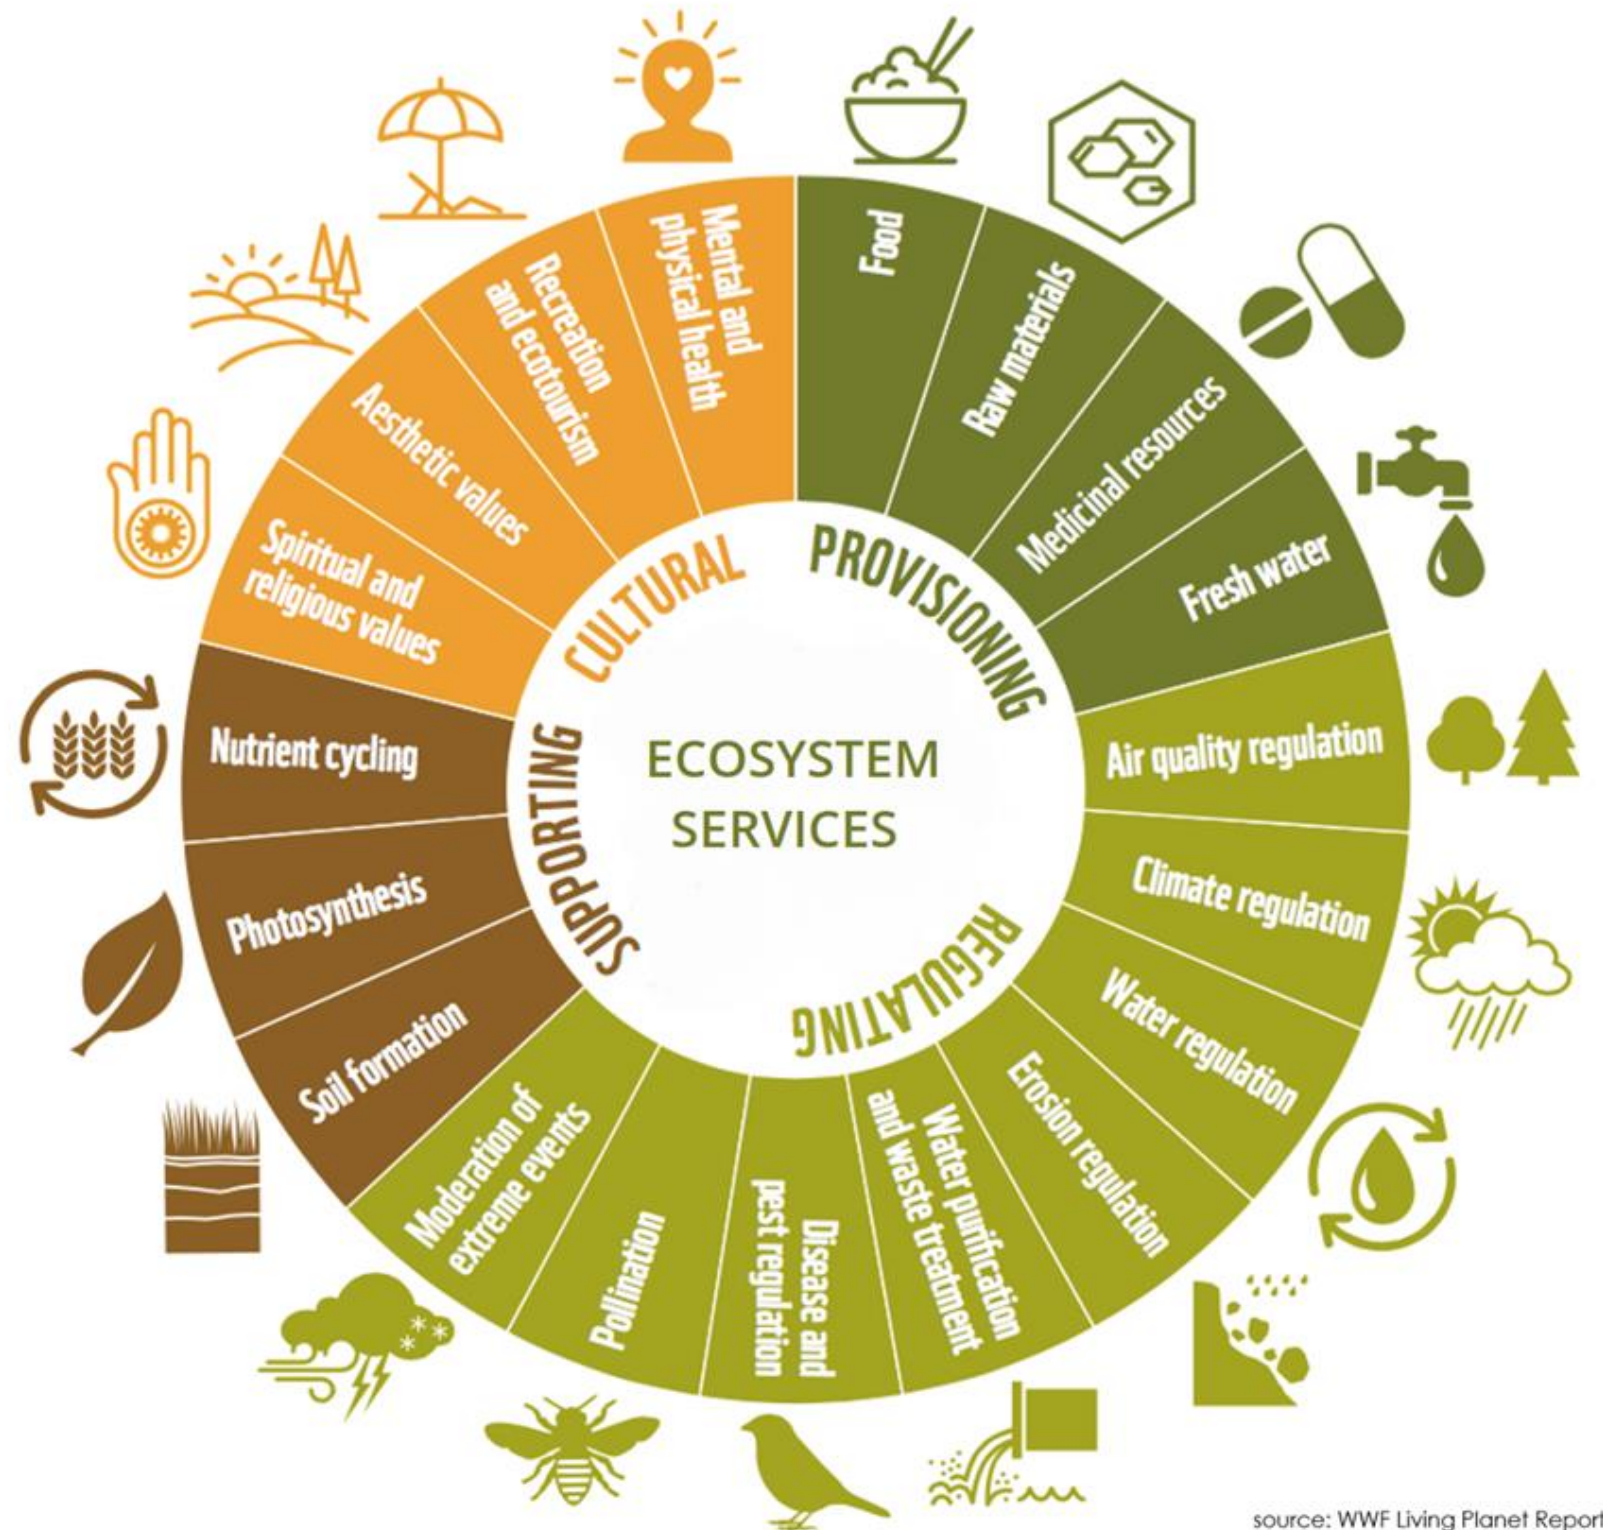 ECOSYSTEM
SERVICES
PROVISIONING
Food
Raw materials
Medicinal resources
Fresh water
REGULATING
Air quality regulation
Climate regulation
Water regulation
Erosion regulation
Water purification
and waste treatment
Disease and
pest regulation
Pollination
Moderation of
extreme events
SUPPORTING
Soil formation
Photosynthesis
Nutrient cycling
CULTURAL
Spiritual and
religious values
Aesthetic values
Recreation
and ecotourism
Mental and
physical health
source: WWF Living Planet Report